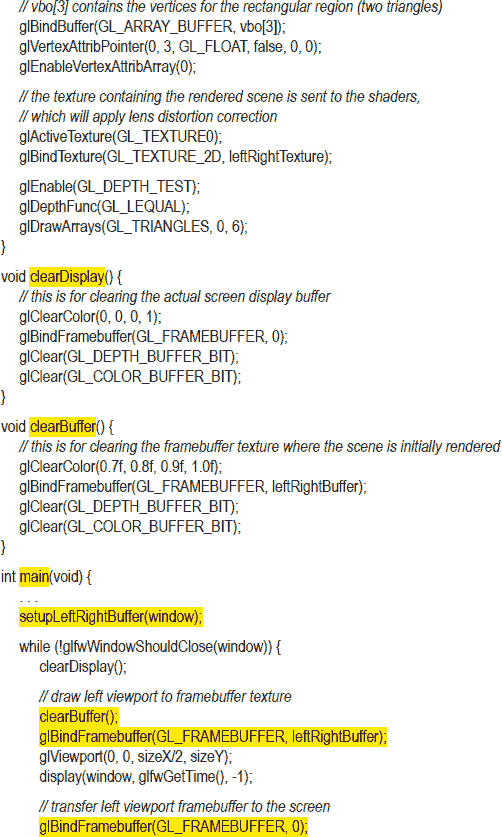 // vbo[3] contains the vertices for the rectangular region (two triangles)
glBindBuffer(GL_ARRAY_BUFFER, vbo[3]);
glVertexAttribPointer(0, 3, GL_FLOAT, false, 0, 0);
glEnableVertexAttribArray(0);
// the texture containing the rendered scene is sent to the shaders,
// which will apply lens distortion correction
glActiveTexture(GL_TEXTURE0);
glBindTexture(GL_TEXTURE_2D, leftRightTexture);
glEnable(GL_DEPTH_TEST);
glDepthFunc(GL_LEQUAL);
glDrawArrays(GL_TRIANGLES, 0, 6);
}
void clearDisplay() {
// this is for clearing the actual screen display buffer
glClearColor(0, 0, 0, 1);
glBindFramebuffer(GL_FRAMEBUFFER, 0);
glClear(GL_DEPTH_BUFFER_BIT);
glClear(GL_COLOR_BUFFER_BIT);
}
void clearBuffer() {
// this is for clearing the framebuffer texture where the scene is initially rendered
glClearColor(0.7f, 0.8f, 0.9f, 1.0f);
glBindFramebuffer(GL_FRAMEBUFFER, leftRightBuffer);
glClear(GL_DEPTH_BUFFER_BIT);
glClear(GL_COLOR_BUFFER_BIT);
}
int main(void) {
. . .
setupLeftRightBuffer(window);
while (!glfwWindowShouldClose(window)) {
clearDisplay();
// draw left viewport to framebuffer texture
clearBuffer();
glBindFramebuffer(GL_FRAMEBUFFER, leftRightBuffer);
glViewport(0, 0, sizeX/2, sizeY);
display(window, glfwGetTime(), -1);
// transfer left viewport framebuffer to the screen
glBindFramebuffer(GL_FRAMEBUFFER, 0);